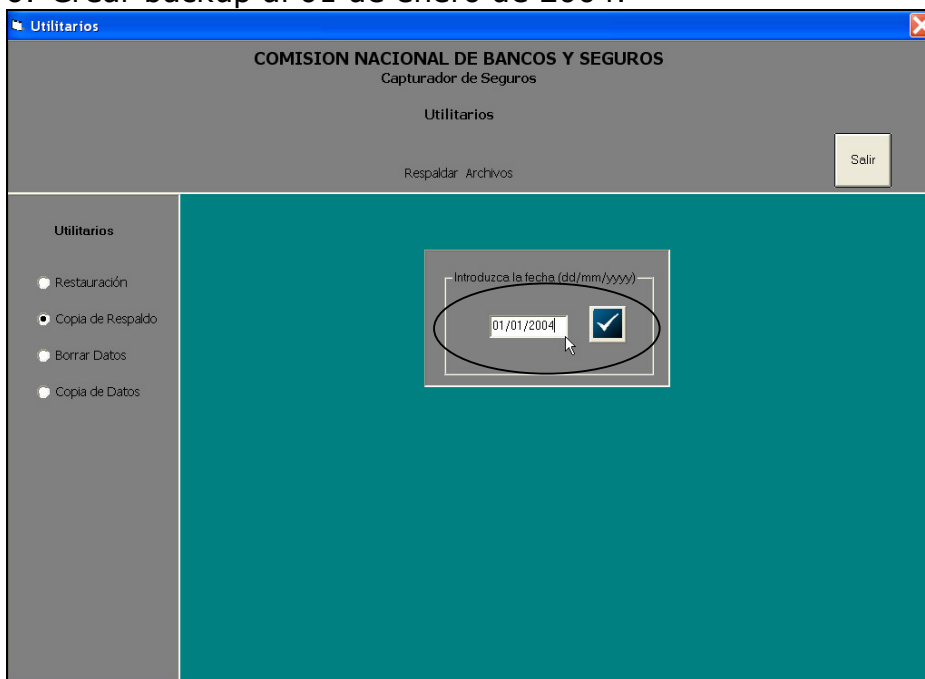 Utilitarios
COMISION NACIONAL DE BANCOS Y SEGUROS
Capturador de Seguros
Utilitarios
Salir
Respaldar Archivos
Utilitarios
Restauración
Copia de Respaldo
Borrar Datos
Copia de Datos
Introduzca la fecha (dd/mm/yyyy)
01/01/2004